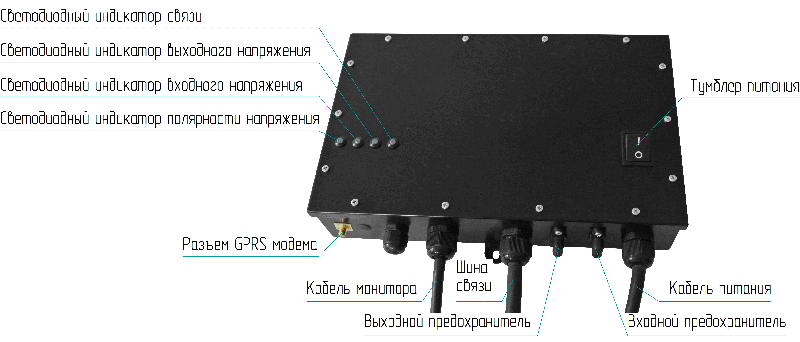 Светодиодный индикатор связи
Светодиодный индикатор выходного напряжения
Светодиодный индикатор входного напряжения
Светодиодный индикатор полярности напряжения
Тумблер питания
Разъем GPRS модема
Кабель монитора
Шина
связи
Кабель питания
Выходной предохранитель
Входной предохранитель